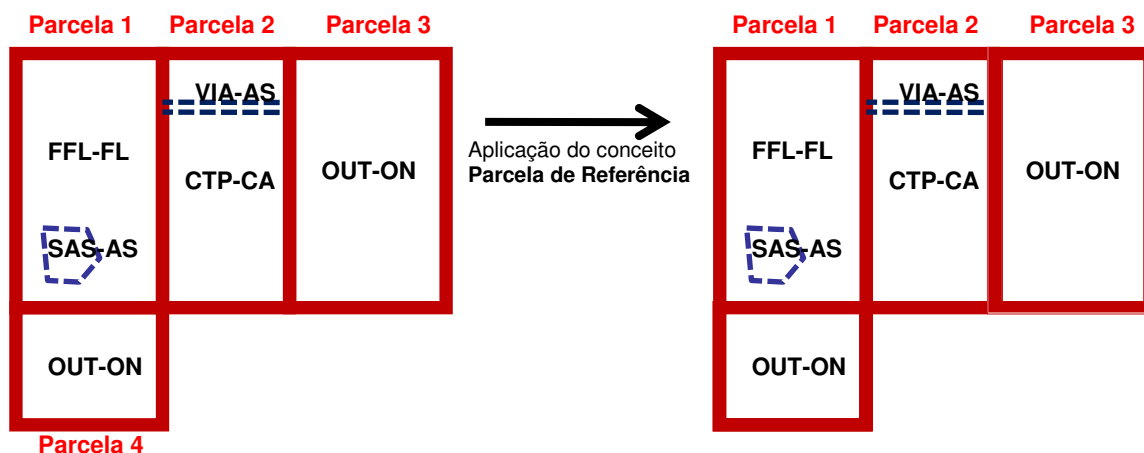 Parcela 1 Parcela 2 Parcela 3
VIA-AS
FFL-FL
CTP-CA
OUT-ON
SAS-AS
OUT-ON
Parcela 4
Aplicação do conceito
Parcela de Referência
Parcela 1 Parcela 2 Parcela 3
VIA-AS
FFL-FL
CTP-CA
OUT-ON
SAS-AS
OUT-ON